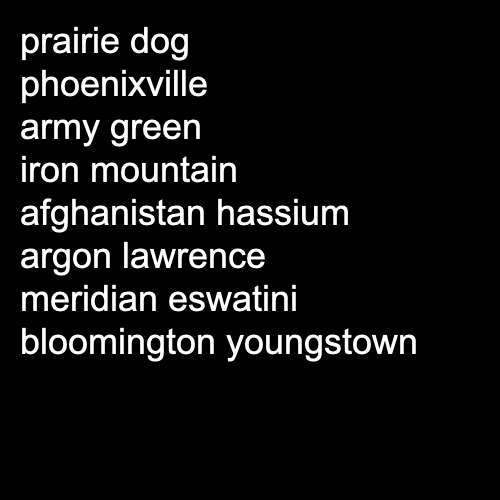 prairie dog
phoenixville
army green
iron mountain
afghanistan hassium
argon lawrence
meridian eswatini
bloomington youngstown